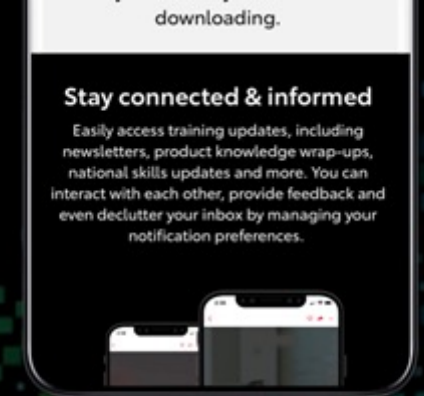 downloading.
Stay connected & informed
Easily access training updates, including
newsletters, product knowledge wrap-ups,
national skills updates and more. You can
interact with each other, provide feedback and
even declutter your inbox by managing your
notification preferences.